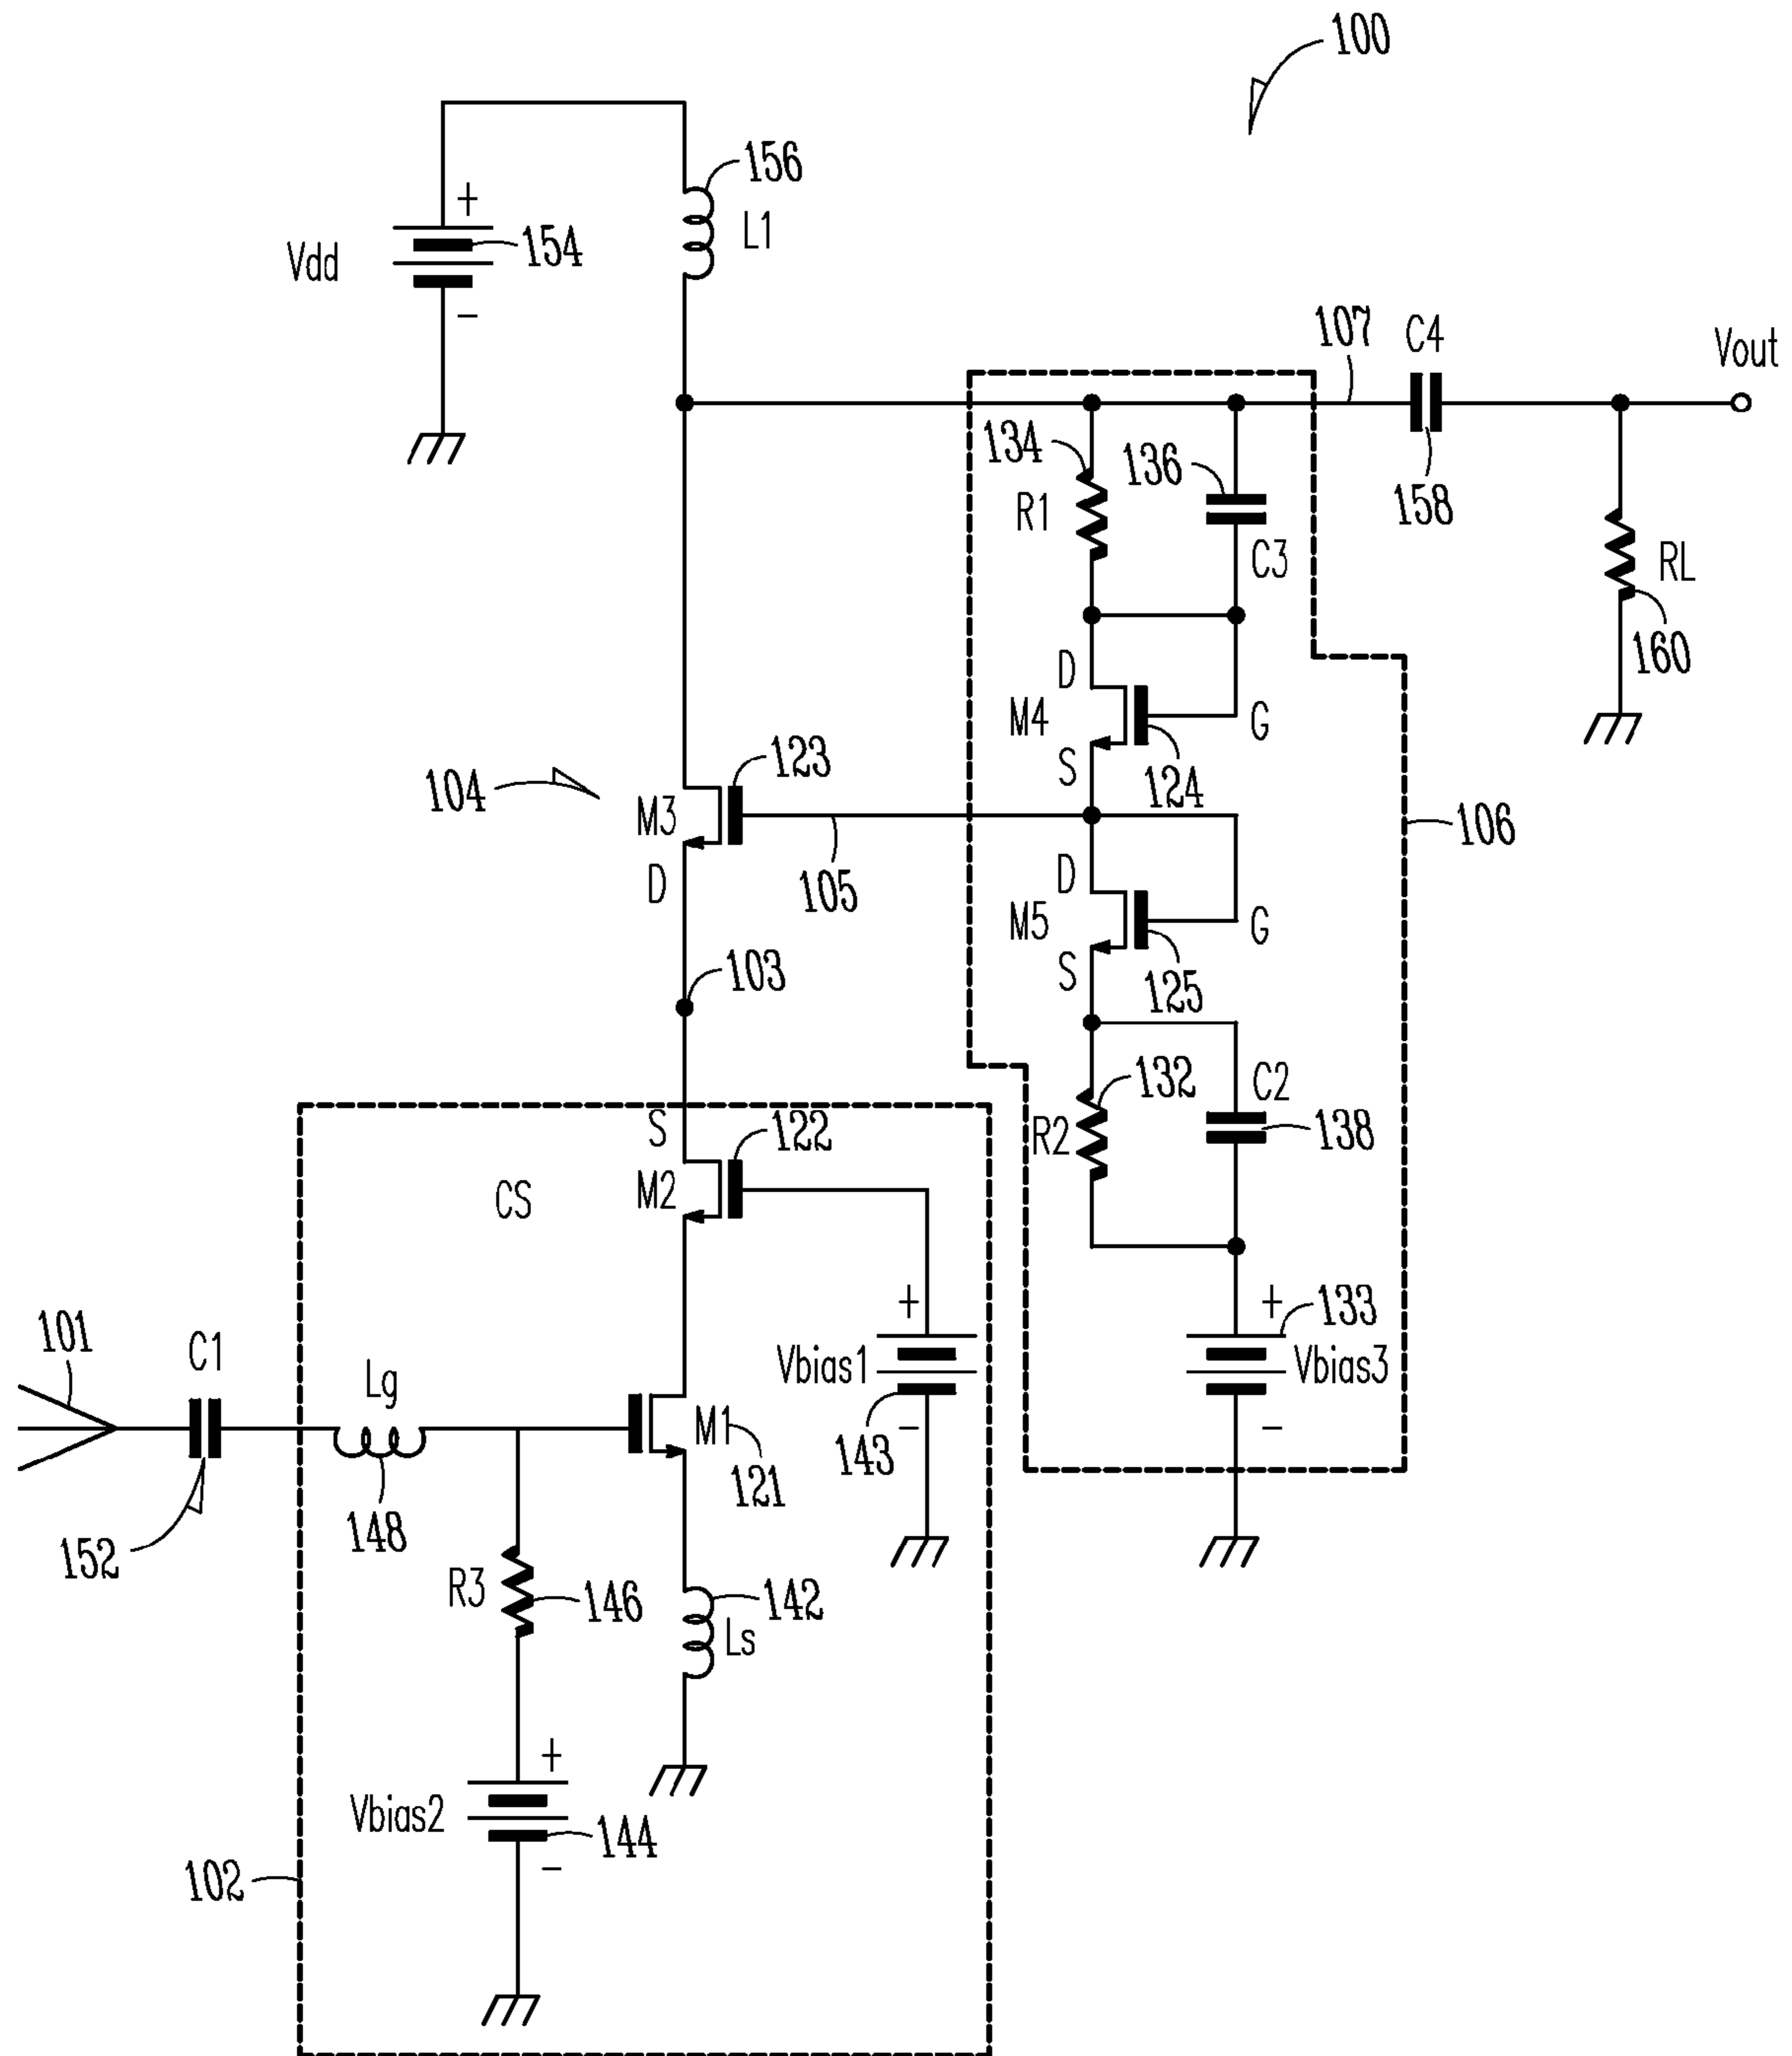 100
156
L1
+
154
Vdd
-
107
C4
Vout
134
136
R1
158
C3
RL
160
D
M4
G
S
124
123
104
M3
106
105
D
D
M5
G
S
125
103
132
C2
R2
138
S
122
M2
CS
+
133
+
Vbias1
Vbias3
101
C1
Lg
M1
-
-
143
121
148
152
R3
146
142
Ls
+
Vbias2
144
-
102